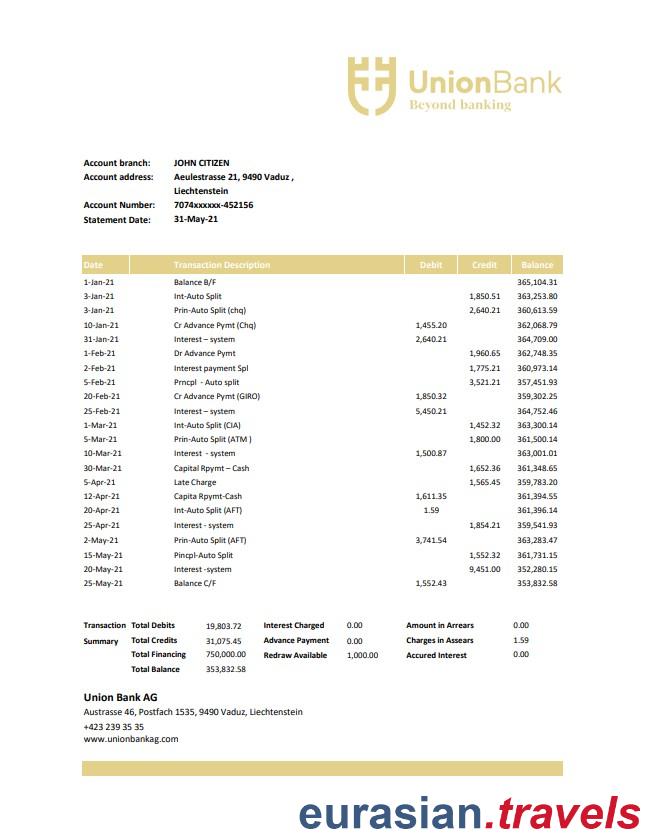 UnionBank
Beyond banking
Account branch: JOHN CITIZEN
Account address: Aeulestrasse 21, 9490 Vaduz ,
Liechtenstein
Account Number: 7074xxxxxx-452156
Statement Date: 31-May-21
Date Transaction Description Debit Credit Balance
1-Jan-21 Balance B/F 365,104.31
3-Jan-21 Int-Auto Split 1,850.51 363,253.80
3-Jan-21 Prin-Auto Split (chq) 2,640.21 360,613.59
10-Jan-21 Cr Advance Pymt (Chq) 1,455.20 362,068.79
31-Jan-21 Interest – system 2,640.21 364,709.00
1-Feb-21 Dr Advance Pymt 1,960.65 362,748.35
2-Feb-21 Interest payment Spl 1,775.21 360,973.14
5-Feb-21 Prncpl - Auto split 3,521.21 357,451.93
20-Feb-21 Cr Advance Pymt (GIRO) 1,850.32 359,302.25
25-Feb-21 Interest – system 5,450.21 364,752.46
1-Mar-21 Int-Auto Split (CIA) 1,452.32 363,300.14
5-Mar-21 Prin-Auto Split (ATM ) 1,800.00 361,500.14
10-Mar-21 Interest - system 1,500.87 363,001.01
30-Mar-21 Capital Rpymt – Cash 1,652.36 361,348.65
5-Apr-21 Late Charge 1,565.45 359,783.20
12-Apr-21 Capita Rpymt-Cash 1,611.35 361,394.55
20-Apr-21 Int-Auto Split (AFT) 1.59 361,396.14
25-Apr-21 Interest - system 1,854.21 359,541.93
2-May-21 Prin-Auto Split (AFT) 3,741.54 363,283.47
15-May-21 Pincpl-Auto Split 1,552.32 361,731.15
20-May-21 Interest -system 9,451.00 352,280.15
25-May-21 Balance C/F 1,552.43 353,832.58
Transaction Total Debits 19,803.72 Interest Charged 0.00 Amount in Arrears 0.00
Summary Total Credits 31,075.45 Advance Payment 0.00 Charges in Assears 1.59
Total Financing 750,000.00 Redraw Available 1,000.00 Accured Interest 0.00
Total Balance 353,832.58
Union Bank AG
Austrasse 46, Postfach 1535, 9490 Vaduz, Liechtenstein
+423 239 35 35
www.unionbankag.com
eurasian.travels